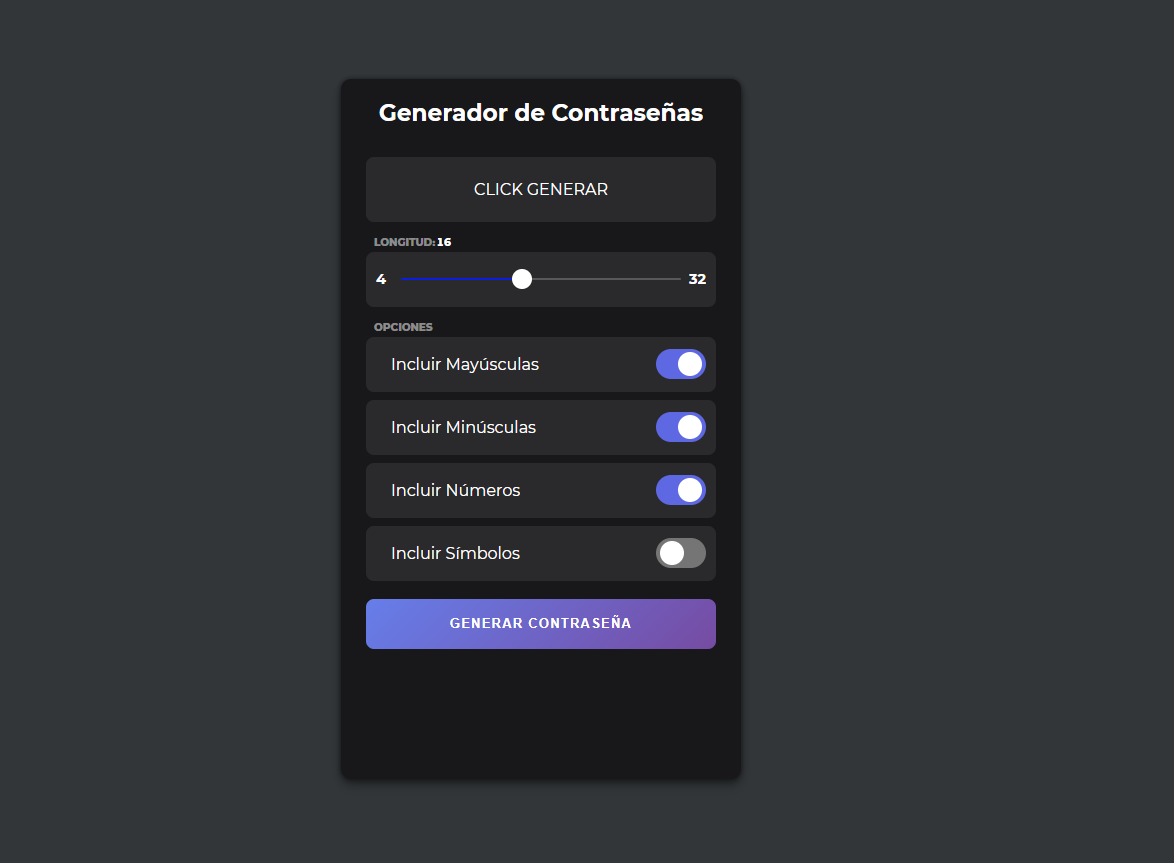 Generador de Contraseñas
CLICK GENERAR
LONGITUD: 16
4 32
OPCIONES
Incluir Mayúsculas
Incluir Minúsculas
Incluir Números
Incluir Símbolos
GENERAR CONTRASEÑA